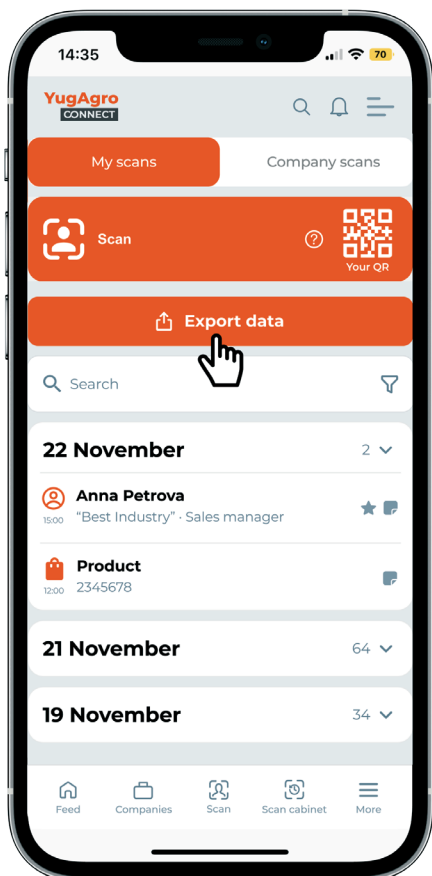 14:35
70
YugAgro
CONNECT
My scans
Company scans
Scan
?
Your QR
Export data
Search
22 November
2
Anna Petrova
15:00
“Best Industry” · Sales manager
Product
12:00
2345678
21 November
64
19 November
34
Feed
Companies
Scan
Scan cabinet
More